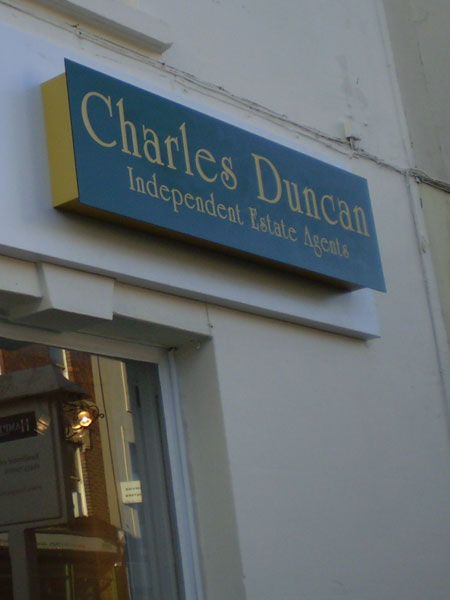 Charles Duncan
Independent Estate Agents